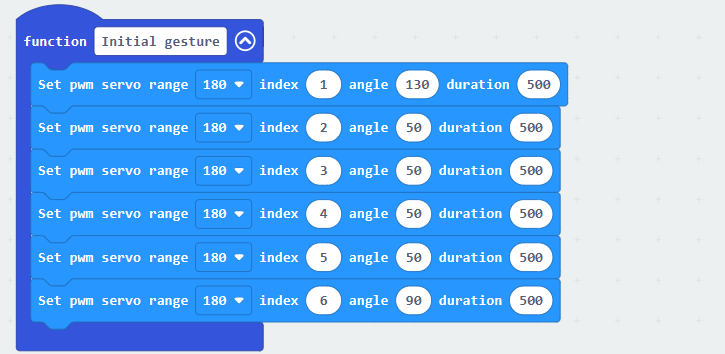 function Initial gesture
Set pwm servo range 180 index 1 angle 130 duration 500
Set pwm servo range 180 index 2 angle 50 duration 500
Set pwm servo range 180 index 3 angle 50 duration 500
Set pwm servo range 180 index 4 angle 50 duration 500
Set pwm servo range 180 index 5 angle 50 duration 500
Set pwm servo range 180 index 6 angle 90 duration 500